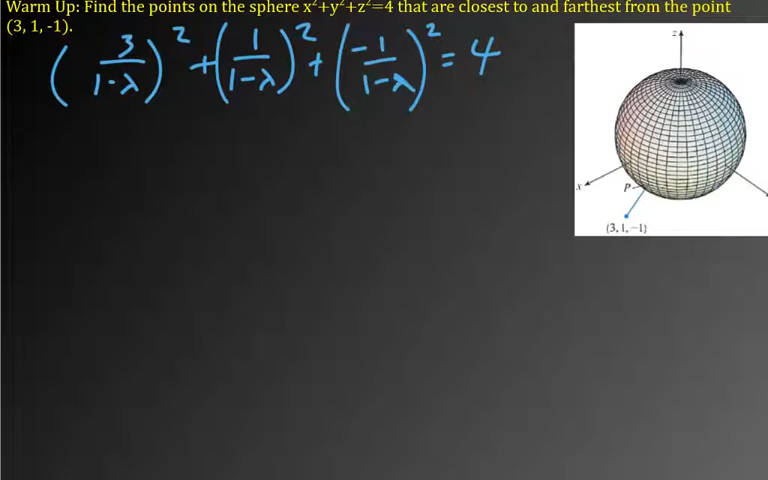 Warm Up: Find the points on the sphere x²+y²+z²=4 that are closest to and farthest from the point
(3, 1, -1).
(3/(1-λ))² + (1/(1-λ))² + (-1/(1-λ))² = 4
z
x
P
(3, 1, −1)